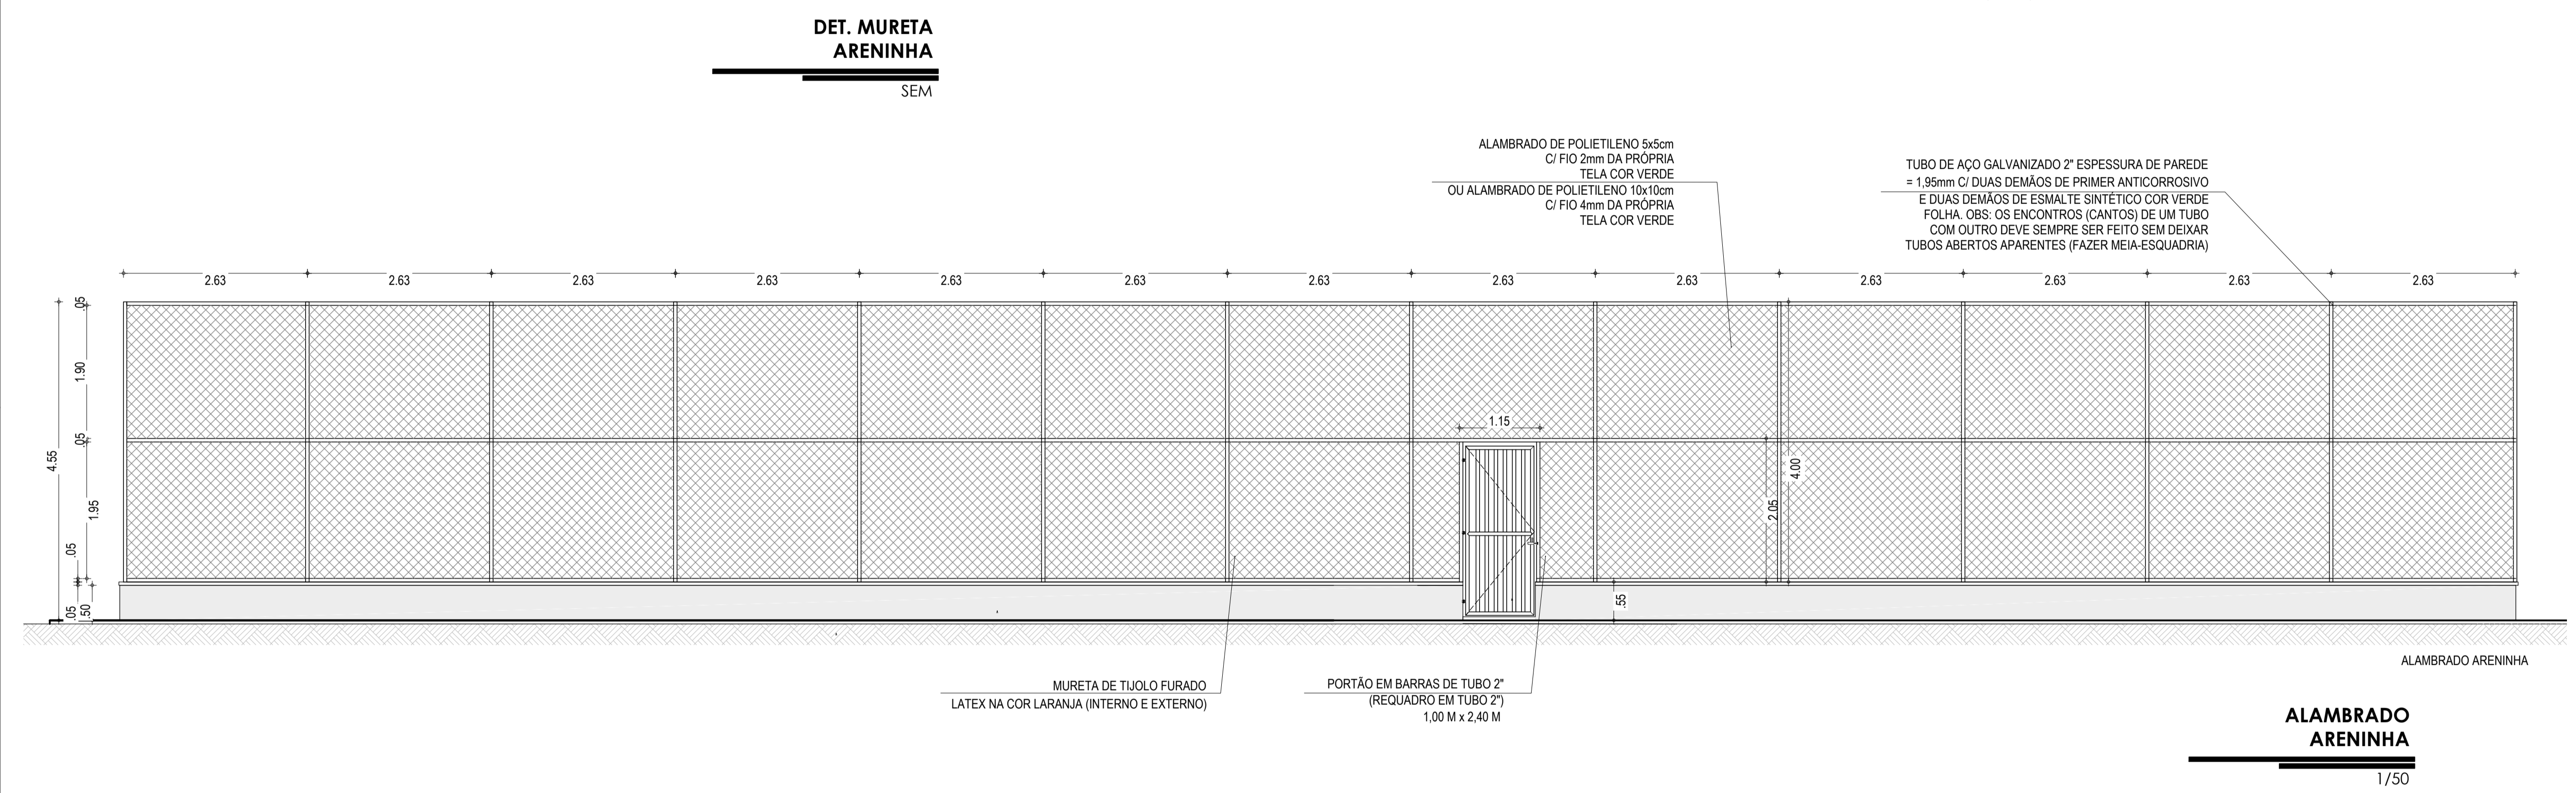 DET. MURETA
ARENINHA
SEM
ALAMBRADO DE POLIETILENO 5x5cm
C/ FIO 2mm DA PRÓPRIA
TELA COR VERDE
OU ALAMBRADO DE POLIETILENO 10x10cm
C/ FIO 4mm DA PRÓPRIA
TELA COR VERDE
TUBO DE AÇO GALVANIZADO 2" ESPESSURA DE PAREDE
= 1,95mm C/ DUAS DEMÃOS DE PRIMER ANTICORROSIVO
E DUAS DEMÃOS DE ESMALTE SINTÉTICO COR VERDE
FOLHA. OBS: OS ENCONTROS (CANTOS) DE UM TUBO
COM OUTRO DEVE SEMPRE SER FEITO SEM DEIXAR
TUBOS ABERTOS APARENTES (FAZER MEIA-ESQUADRIA)
2.63 2.63 2.63 2.63 2.63 2.63 2.63 2.63 2.63 2.63 2.63 2.63 2.63
.05
1.90
.05
4.55
1.95
.05
.05
.50
1.15
4.00
2.05
.55
MURETA DE TIJOLO FURADO
LATEX NA COR LARANJA (INTERNO E EXTERNO)
PORTÃO EM BARRAS DE TUBO 2"
(REQUADRO EM TUBO 2")
1,00 M x 2,40 M
ALAMBRADO ARENINHA
ALAMBRADO
ARENINHA
1/50